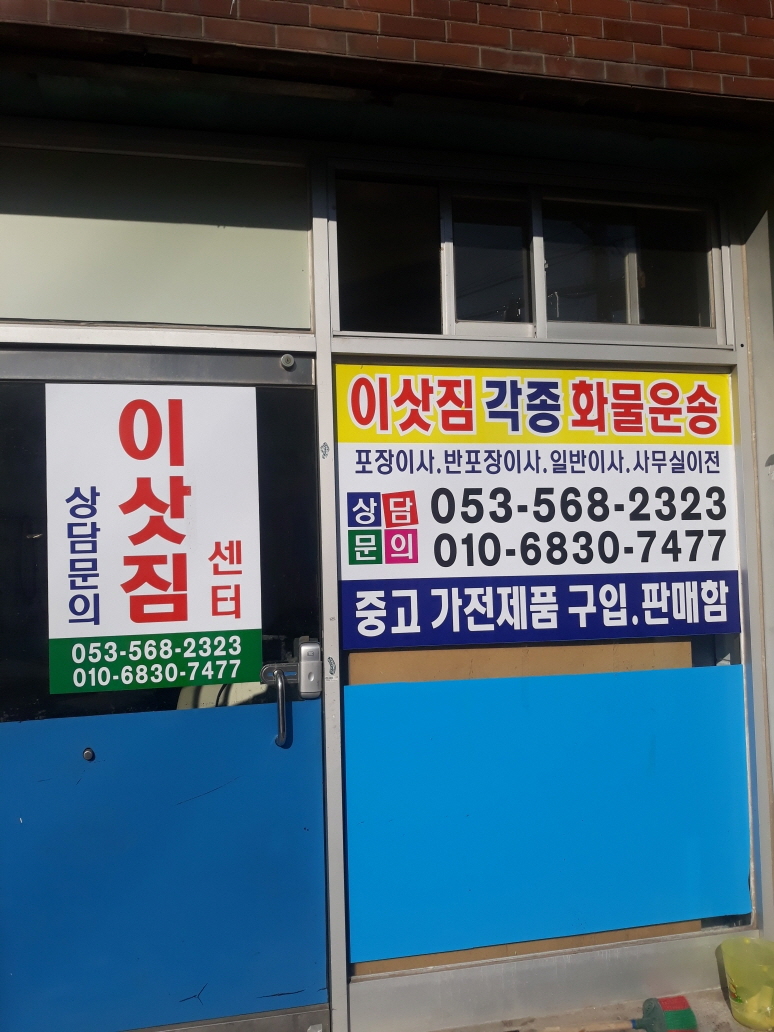 이삿짐
센터
상담문의
053-568-2323
010-6830-7477
이삿짐 각종 화물운송
포장이사.반포장이사.일반이사.사무실이전
상담 053-568-2323
문의 010-6830-7477
중고 가전제품 구입.판매함